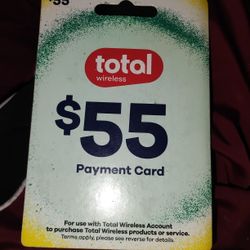 $55
total
wireless
$55
Payment Card
For use with Total Wireless Account
to purchase Total Wireless products or service.
Terms apply, please see reverse for details.